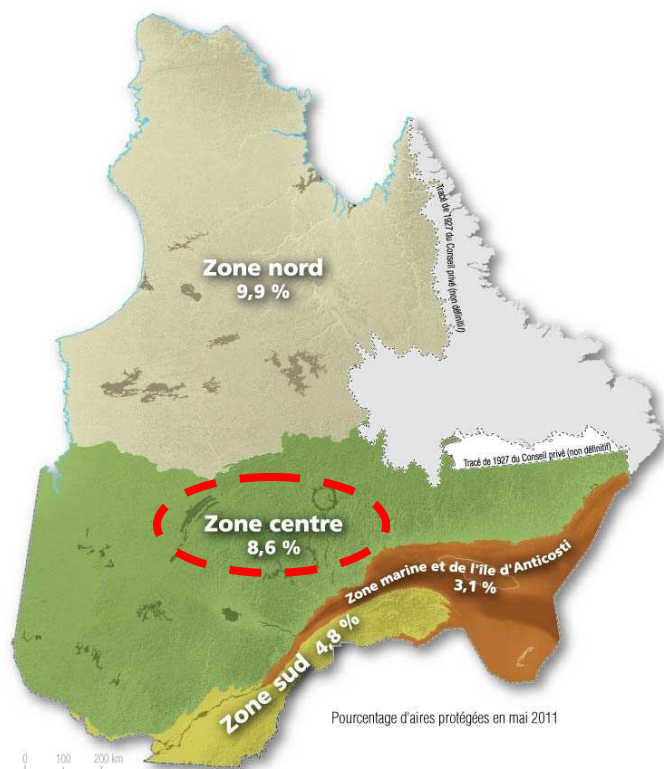 Tracé de 1927 du Conseil privé (non définitif)
Zone nord
9,9 %
Tracé de 1927 du Conseil privé (non définitif)
Zone centre
8,6 %
Zone marine et de l'île d'Anticosti
3,1 %
Zone sud 4,8 %
Pourcentage d'aires protégées en mai 2011
0 100 200 km